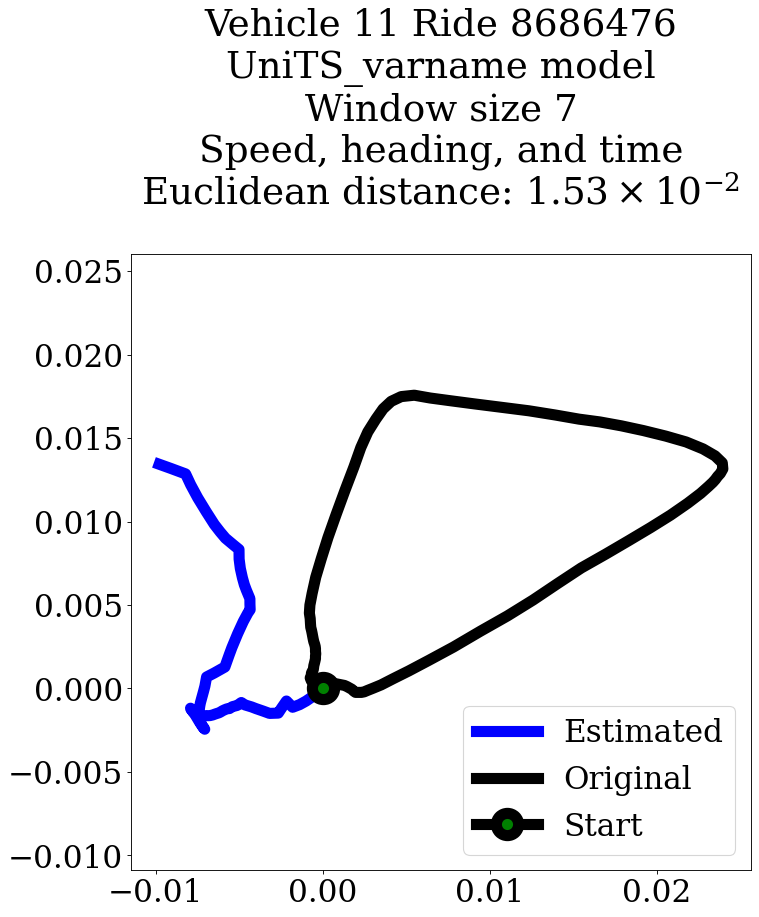 Vehicle 11 Ride 8686476
UniTS_varname model
Window size 7
Speed, heading, and time
Euclidean distance: 1.53 × 10⁻²
0.025
0.020
0.015
0.010
0.005
0.000
−0.005
−0.010
−0.01
0.00
0.01
0.02
Estimated
Original
Start